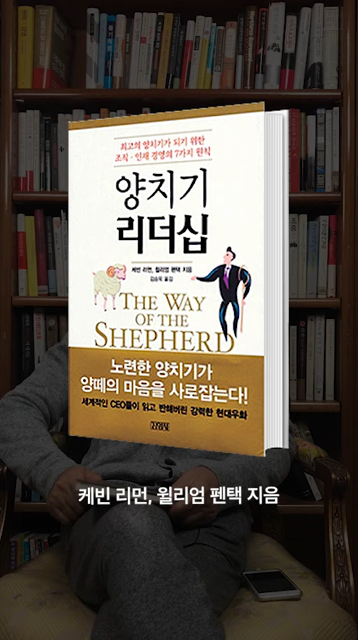 최고의 양치기가 되기 위한
조직·인재 경영의 7가지 원칙
양치기
리더십
케빈 리먼, 윌리엄 펜택 지음
김승욱 옮김
THE WAY
OF THE
SHEPHERD
노련한 양치기가
양떼의 마음을 사로잡는다!
세계적인 CEO들이 읽고 반해버린 강력한 현대우화
김영사
케빈 리먼, 윌리엄 펜택 지음